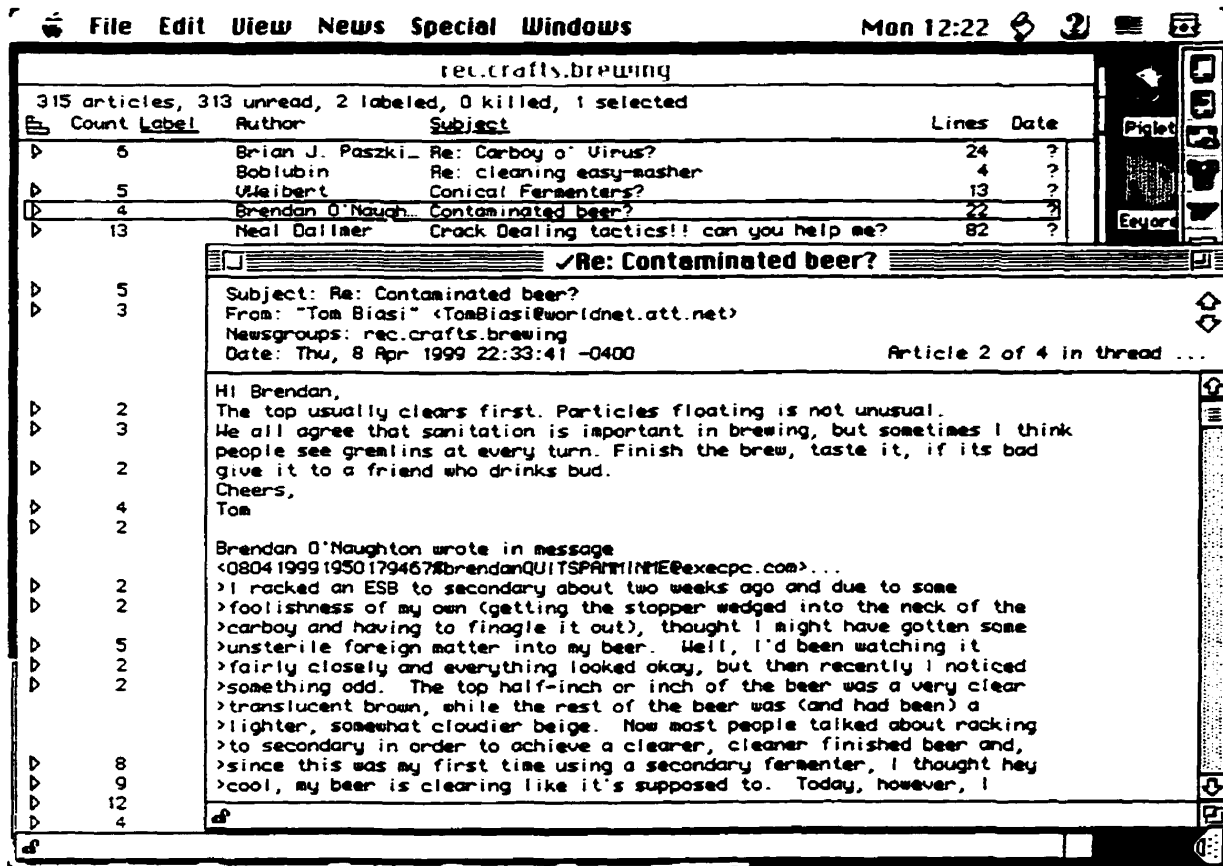 File Edit View News Special Windows Mon 12:22
rec.crafts.brewing
315 articles, 313 unread, 2 labeled, 0 killed, 1 selected
Count Label Author Subject Lines Date
6 Brian J. Paszki… Re: Carboy o' Virus? 24 ?
Boblubin Re: cleaning easy-masher 4 ?
5 VWeibert Conical Fermenters? 13 ?
4 Brendan O'Naugh… Contaminated beer? 22 ?
13 Neal Dallmer Crack Dealing tactics!! can you help me? 82 ?
Piglet
Eeyore
✓Re: Contaminated beer?
5 Subject: Re: Contaminated beer?
3 From: "Tom Biasi" <TomBiasi@worldnet.att.net>
Newsgroups: rec.crafts.brewing
Date: Thu, 8 Apr 1999 22:33:41 -0400 Article 2 of 4 in thread ...
Hi Brendan,
2 The top usually clears first. Particles floating is not unusual.
3 We all agree that sanitation is important in brewing, but sometimes I think
people see gremlins at every turn. Finish the brew, taste it, if its bad
2 give it to a friend who drinks bud.
Cheers,
4 Tom
2
Brendan O'Naughton wrote in message
<080419991950179467%brendanQUITSPAMMINME@execpc.com>...
2 >I racked an ESB to secondary about two weeks ago and due to some
2 >foolishness of my own (getting the stopper wedged into the neck of the
>carboy and having to finagle it out), thought I might have gotten some
5 >unsterile foreign matter into my beer. Well, I'd been watching it
2 >fairly closely and everything looked okay, but then recently I noticed
2 >something odd. The top half-inch or inch of the beer was a very clear
>translucent brown, while the rest of the beer was (and had been) a
>lighter, somewhat cloudier beige. Now most people talked about racking
>to secondary in order to achieve a clearer, cleaner finished beer and,
8 >since this was my first time using a secondary fermenter, I thought hey
9 >cool, my beer is clearing like it's supposed to. Today, however, I
12
4